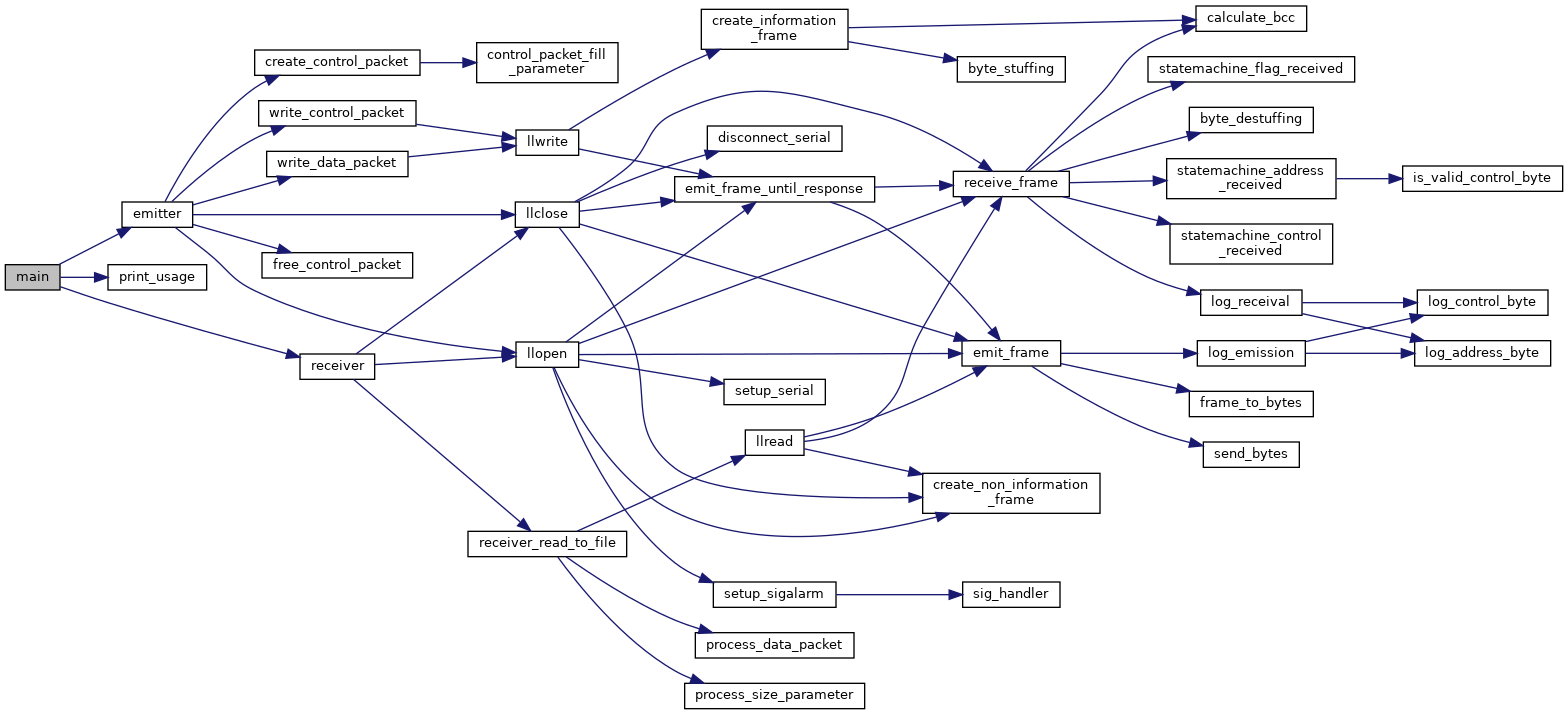 main
emitter
print_usage
receiver
create_control_packet
write_control_packet
write_data_packet
free_control_packet
control_packet_fill
_parameter
llwrite
llclose
llopen
receiver_read_to_file
create_information
_frame
disconnect_serial
emit_frame_until_response
setup_serial
llread
setup_sigalarm
process_data_packet
process_size_parameter
byte_stuffing
receive_frame
emit_frame
create_non_information
_frame
sig_handler
calculate_bcc
statemachine_flag_received
byte_destuffing
statemachine_address
_received
statemachine_control
_received
log_receival
log_emission
frame_to_bytes
send_bytes
is_valid_control_byte
log_control_byte
log_address_byte